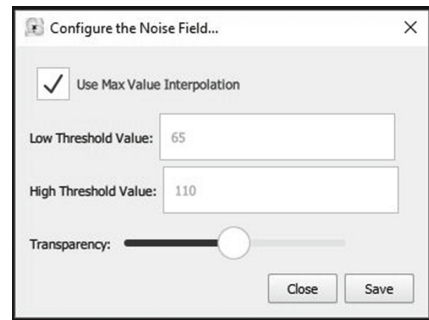 Configure the Noise Field...
Use Max Value Interpolation
Low Threshold Value: 65
High Threshold Value: 110
Transparency:
Close Save